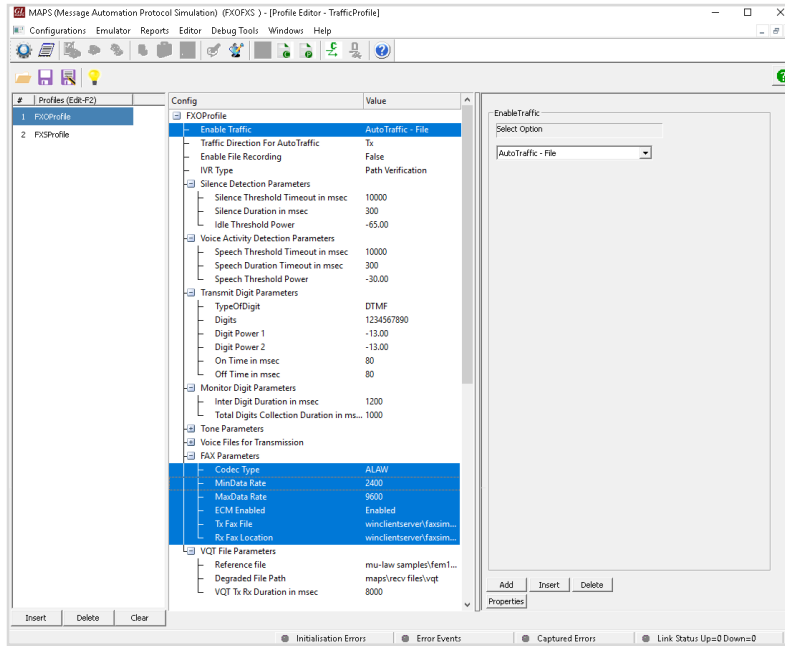 GL MAPS (Message Automation Protocol Simulation) (FXOFXS ) - [Profile Editor - TrafficProfile]
Configurations Emulator Reports Editor Debug Tools Windows Help
# Profiles (Edit-F2)
1 FXOProfile
2 FXSProfile
Config Value
FXOProfile
Enable Traffic AutoTraffic - File
Traffic Direction For AutoTraffic Tx
Enable File Recording False
IVR Type Path Verification
Silence Detection Parameters
Silence Threshold Timeout in msec 10000
Silence Duration in msec 300
Idle Threshold Power -65.00
Voice Activity Detection Parameters
Speech Threshold Timeout in msec 10000
Speech Duration Timeout in msec 300
Speech Threshold Power -30.00
Transmit Digit Parameters
TypeOfDigit DTMF
Digits 1234567890
Digit Power 1 -13.00
Digit Power 2 -13.00
On Time in msec 80
Off Time in msec 80
Monitor Digit Parameters
Inter Digit Duration in msec 1200
Total Digits Collection Duration in ms... 1000
Tone Parameters
Voice Files for Transmission
FAX Parameters
Codec Type ALAW
MinData Rate 2400
MaxData Rate 9600
ECM Enabled Enabled
Tx Fax File winclientserver\faxsim...
Rx Fax Location winclientserver\faxsim...
VQT File Parameters
Reference file mu-law samples\fem1...
Degraded File Path maps\recv files\vqt
VQT Tx Rx Duration in msec 8000
EnableTraffic
Select Option
AutoTraffic - File
Add Insert Delete
Properties
Insert Delete Clear
Initialisation Errors Error Events Captured Errors Link Status Up=0 Down=0